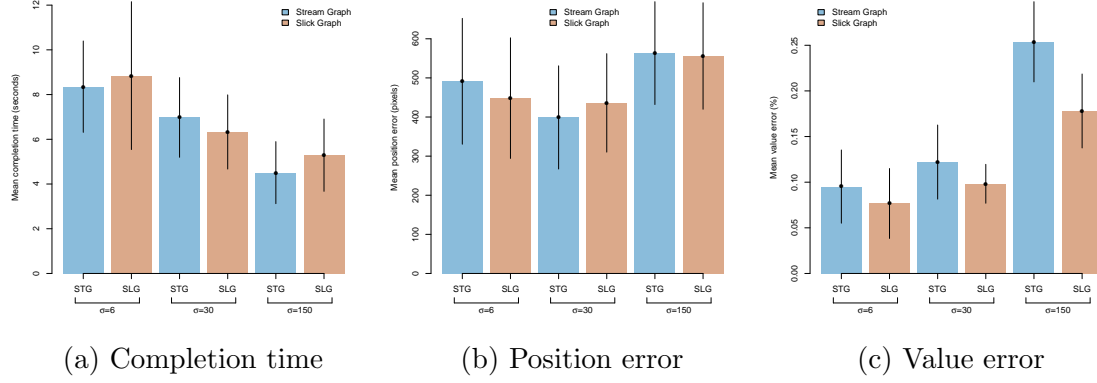 Stream Graph
Slick Graph
Mean completion time (seconds)
12
10
8
6
4
2
0
STG SLG STG SLG STG SLG
σ=6 σ=30 σ=150
(a) Completion time
Stream Graph
Slick Graph
Mean position error (pixels)
600
500
400
300
200
100
0
STG SLG STG SLG STG SLG
σ=6 σ=30 σ=150
(b) Position error
Stream Graph
Slick Graph
Mean value error (%)
0.25
0.20
0.15
0.10
0.05
0.00
STG SLG STG SLG STG SLG
σ=6 σ=30 σ=150
(c) Value error